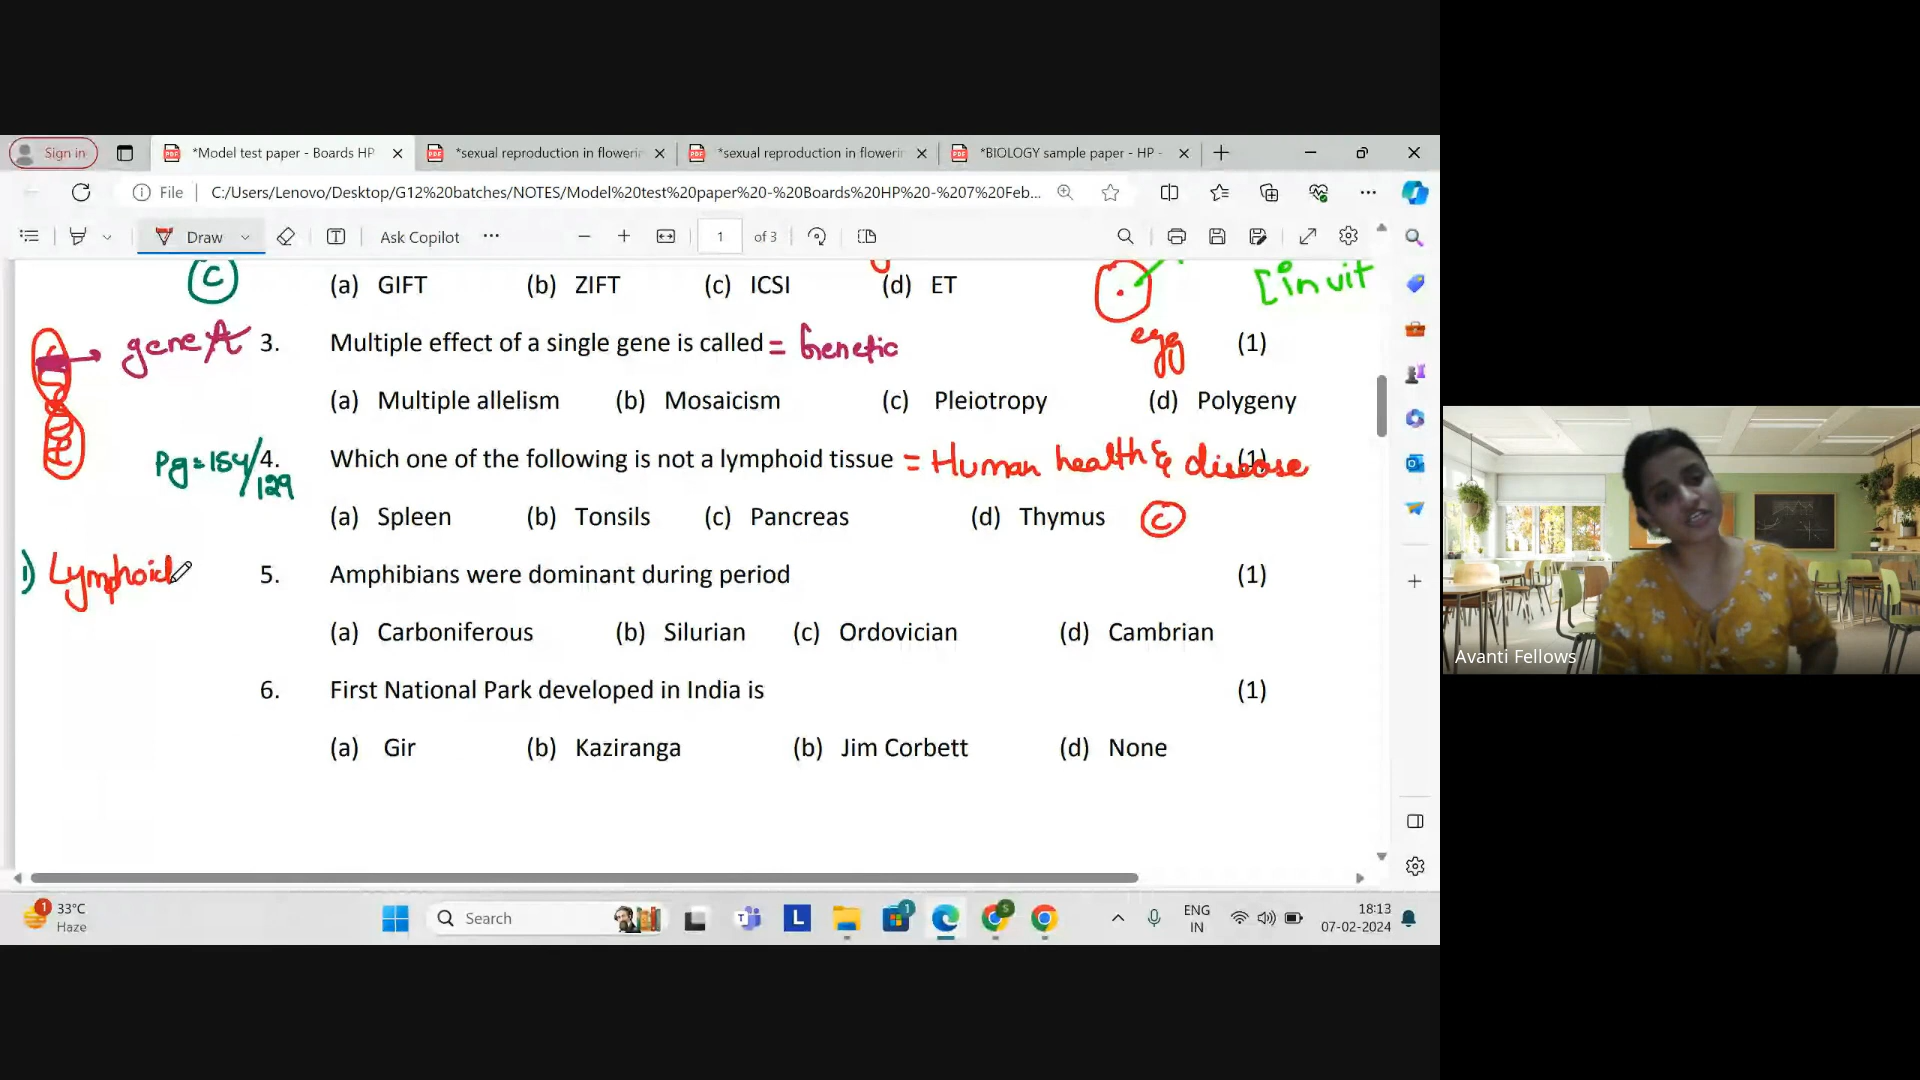 Sign in
*Model test paper - Boards HP
*sexual reproduction in flowerin
*sexual reproduction in flowerin
*BIOLOGY sample paper - HP -
File
C:/Users/Lenovo/Desktop/G12%20batches/NOTES/Model%20test%20paper%20-%20Boards%20HP%20-%207%20Feb...
Draw
Ask Copilot
1 of 3
C
(a) GIFT (b) ZIFT (c) ICSI (d) ET
[in vit
gene A
3. Multiple effect of a single gene is called = Genetic (1)
egg
(a) Multiple allelism (b) Mosaicism (c) Pleiotropy (d) Polygeny
Pg = 154/129
4. Which one of the following is not a lymphoid tissue = Human health & disease (1)
(a) Spleen (b) Tonsils (c) Pancreas (d) Thymus C
1) Lymphoid
5. Amphibians were dominant during period (1)
(a) Carboniferous (b) Silurian (c) Ordovician (d) Cambrian
6. First National Park developed in India is (1)
(a) Gir (b) Kaziranga (b) Jim Corbett (d) None
Avanti Fellows
1
33°C
Haze
Search
L
1
S
ENG
IN
18:13
07-02-2024